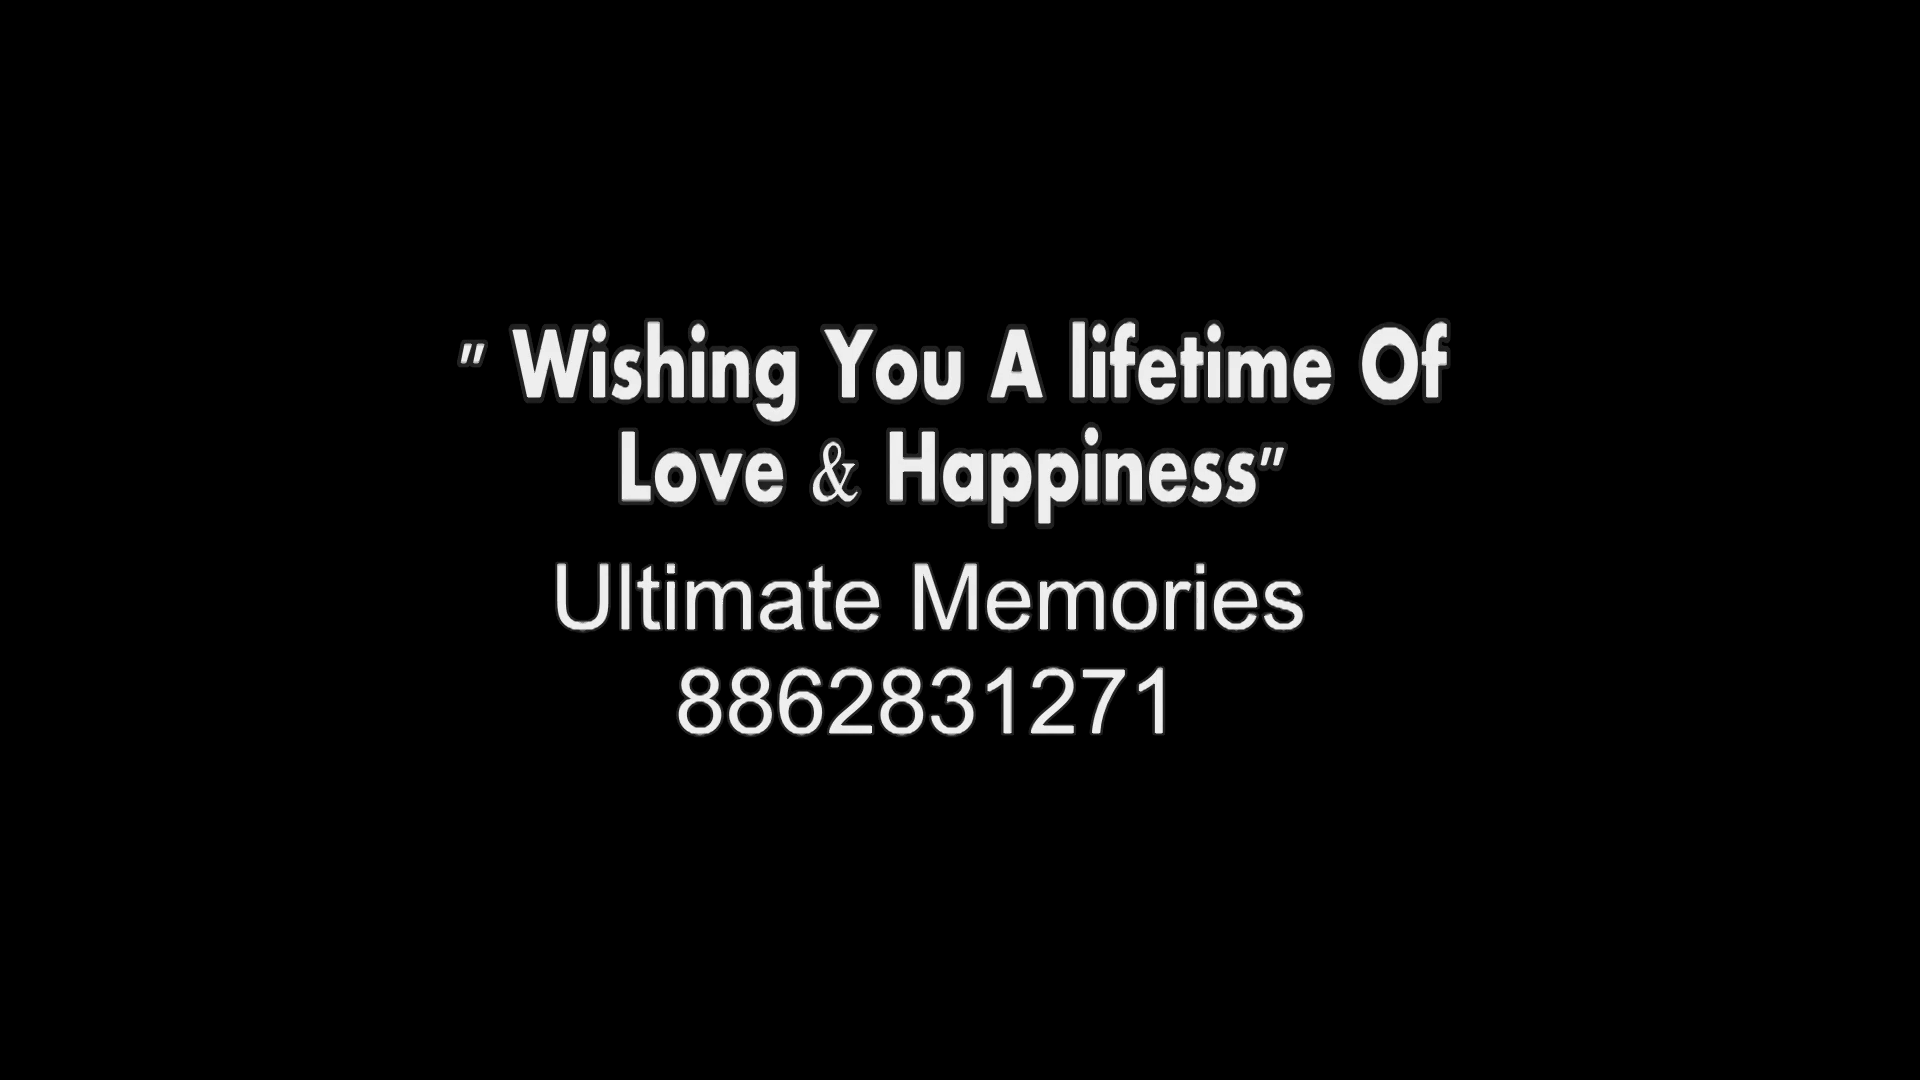 " Wishing You A lifetime Of
Love & Happiness"
Ultimate Memories
8862831271